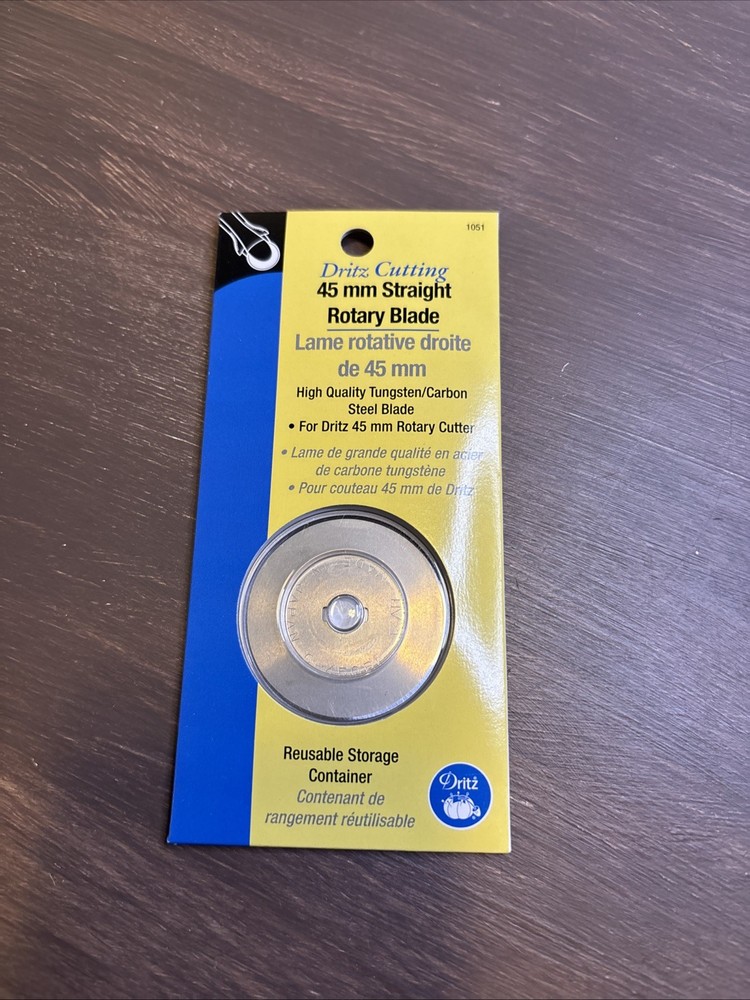 1051
Dritz Cutting
45 mm Straight
Rotary Blade
Lame rotative droite
de 45 mm
High Quality Tungsten/Carbon
Steel Blade
• For Dritz 45 mm Rotary Cutter
• Lame de grande qualité en acier
de carbone tungstène
• Pour couteau 45 mm de Dritz
Reusable Storage
Container
Contenant de
rangement réutilisable
Dritz